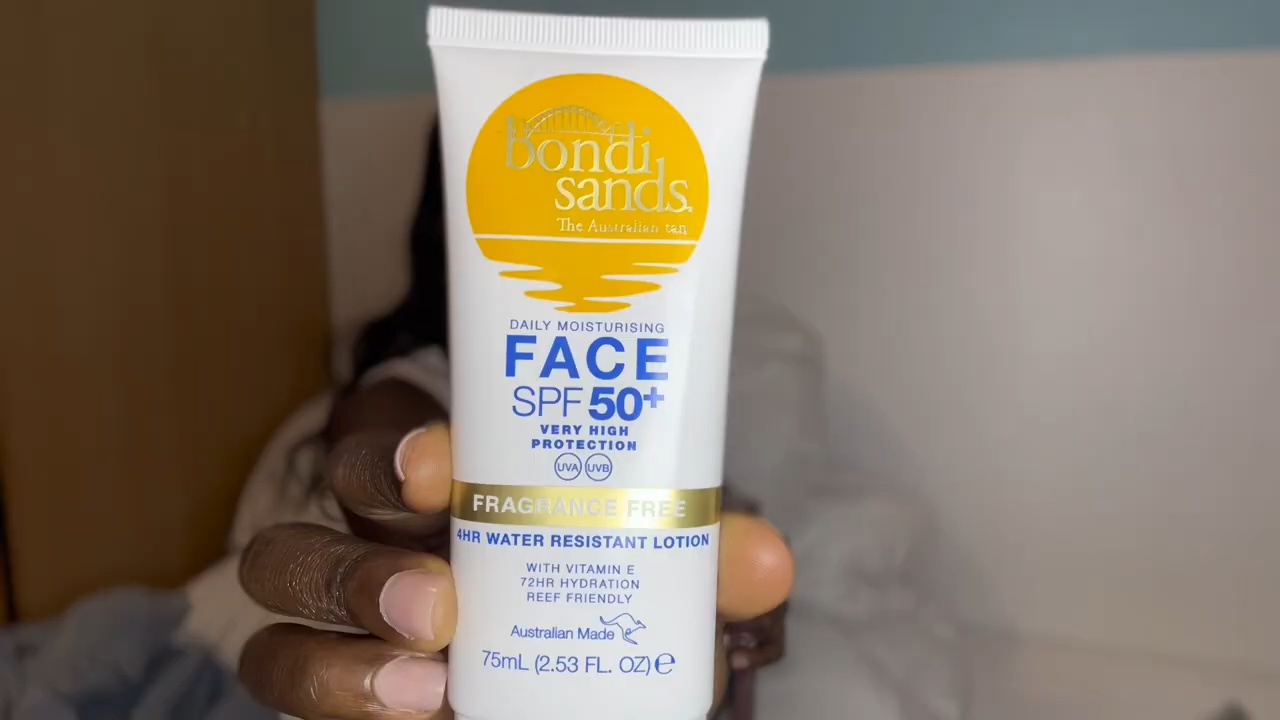 bondi
sands
The Australian tan
DAILY MOISTURISING
FACE
SPF 50+
VERY HIGH
PROTECTION
UVA UVB
FRAGRANCE FREE
4HR WATER RESISTANT LOTION
WITH VITAMIN E
72HR HYDRATION
REEF FRIENDLY
Australian Made
75mL (2.53 FL. OZ) e